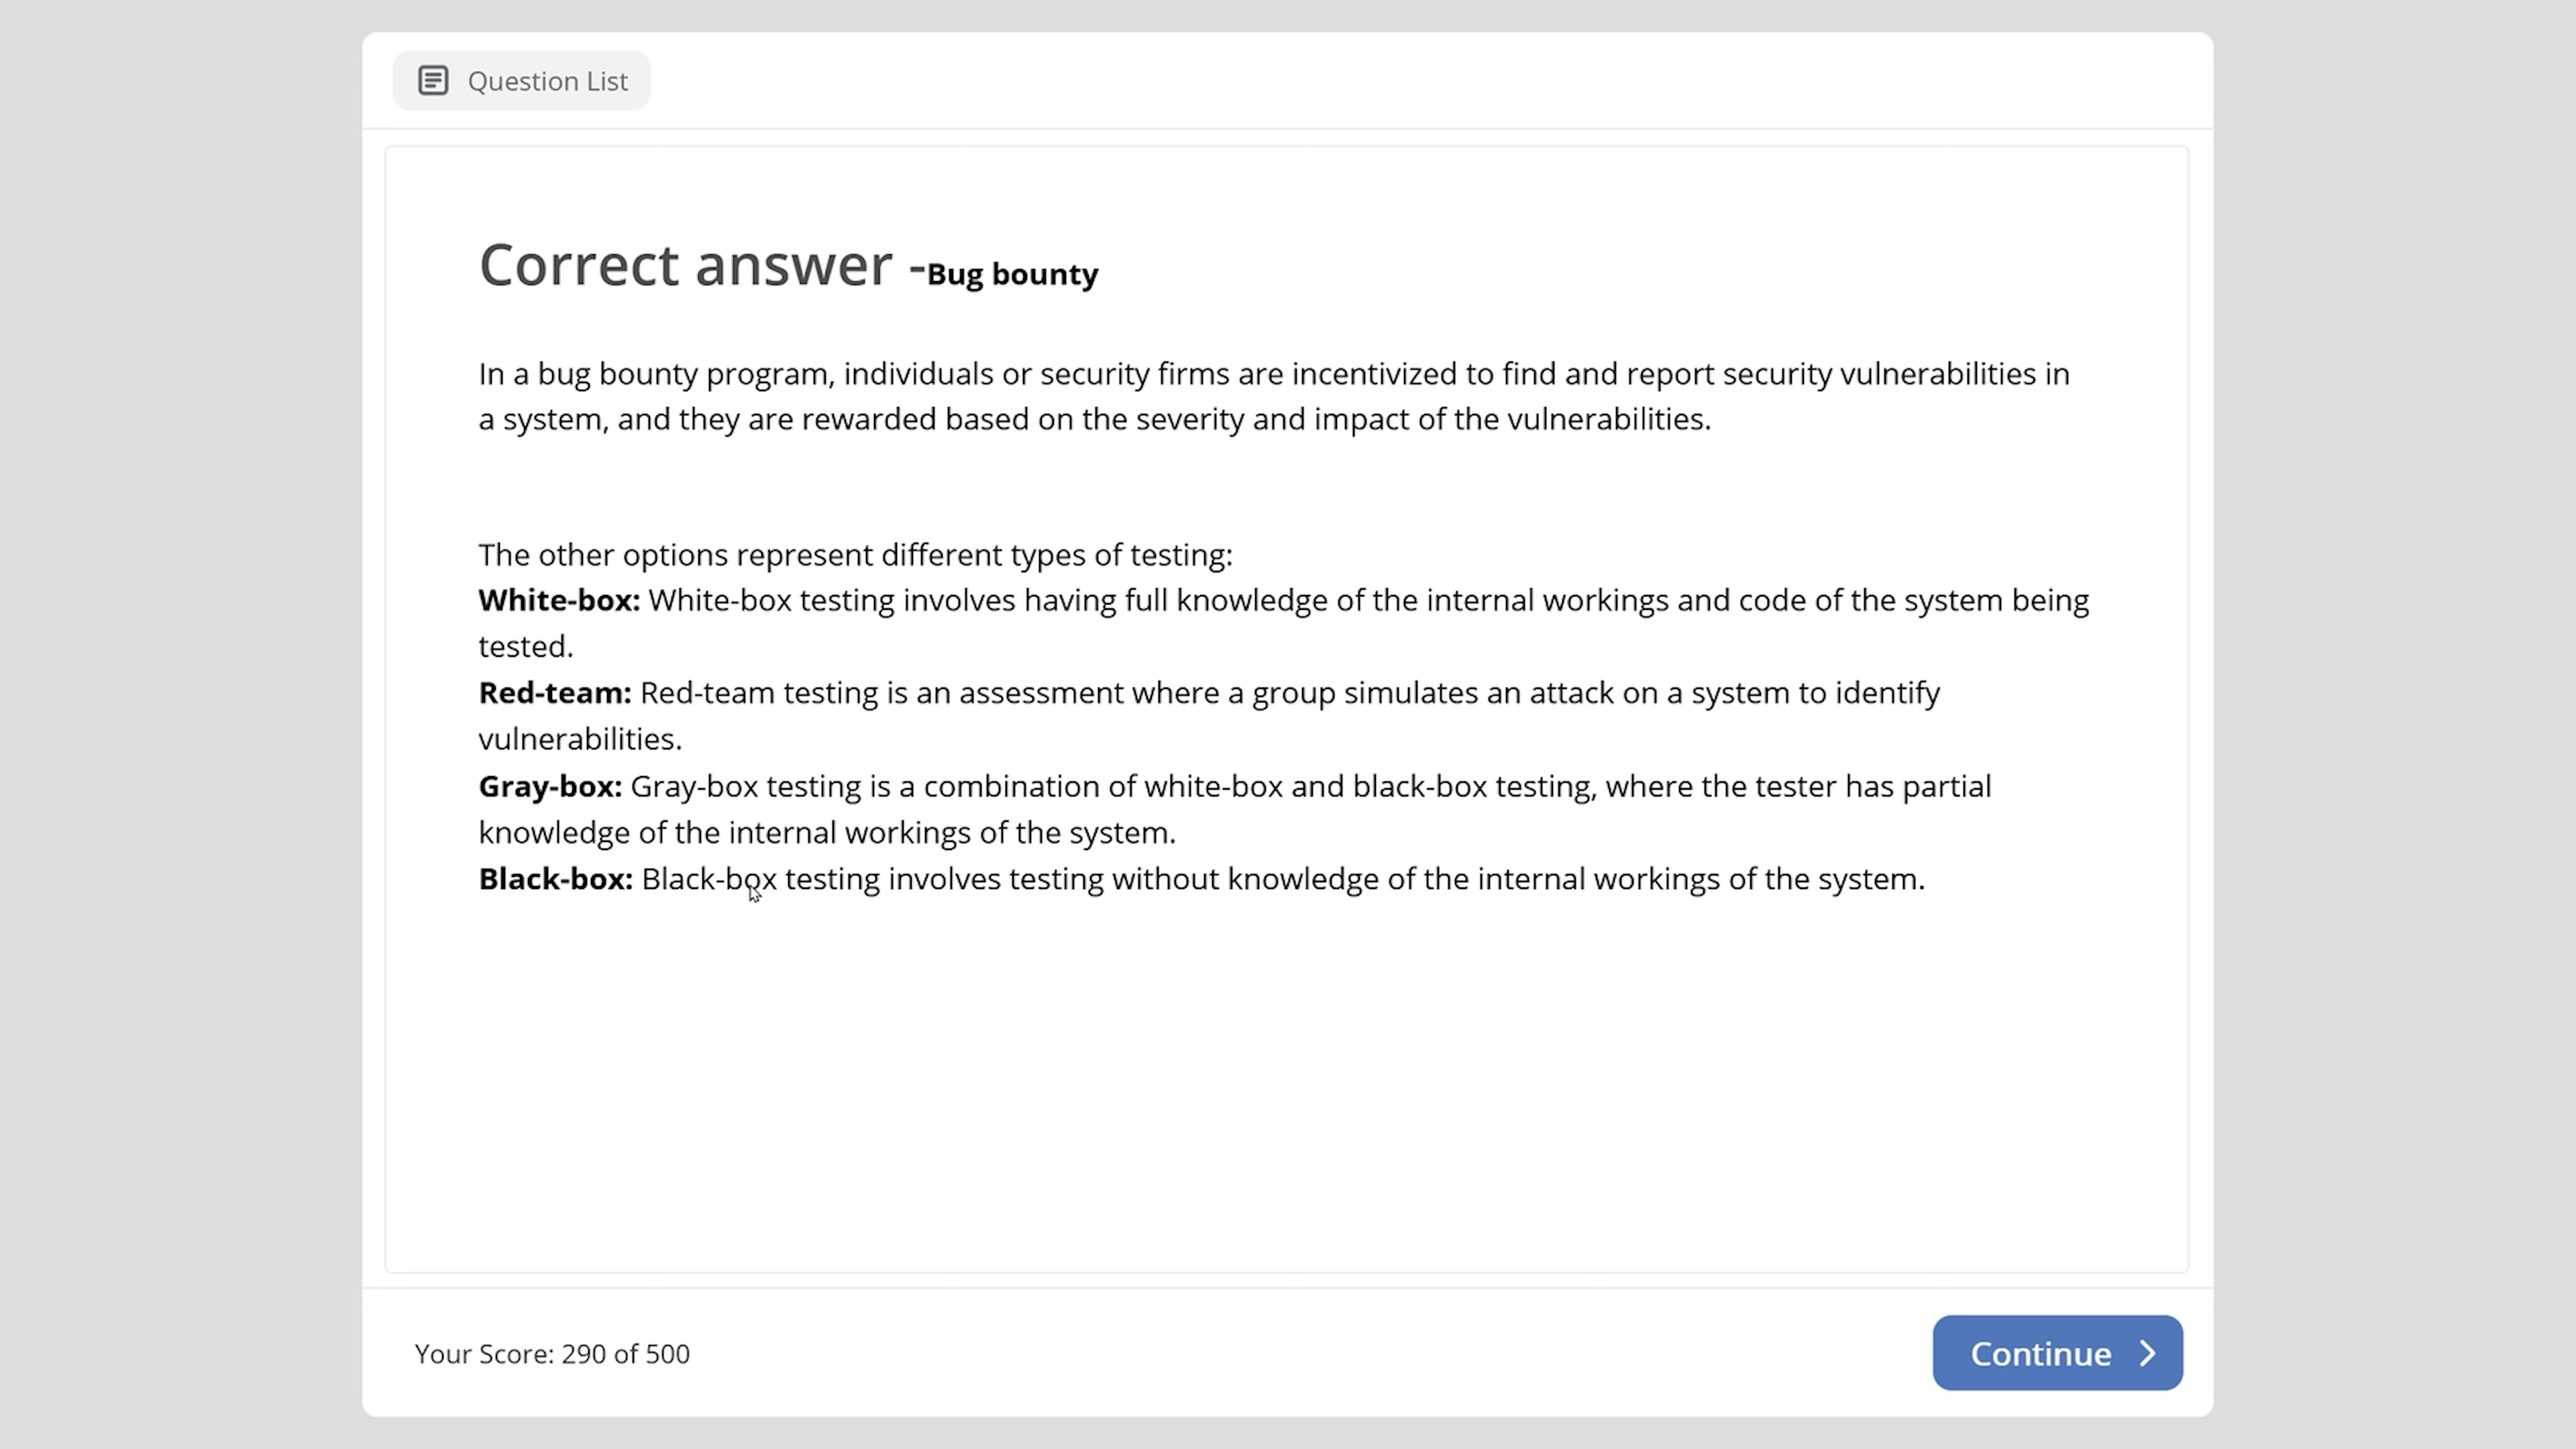 Question List
Correct answer -Bug bounty
In a bug bounty program, individuals or security firms are incentivized to find and report security vulnerabilities in
a system, and they are rewarded based on the severity and impact of the vulnerabilities.
The other options represent different types of testing:
White-box: White-box testing involves having full knowledge of the internal workings and code of the system being
tested.
Red-team: Red-team testing is an assessment where a group simulates an attack on a system to identify
vulnerabilities.
Gray-box: Gray-box testing is a combination of white-box and black-box testing, where the tester has partial
knowledge of the internal workings of the system.
Black-box: Black-box testing involves testing without knowledge of the internal workings of the system.
Your Score: 290 of 500
Continue